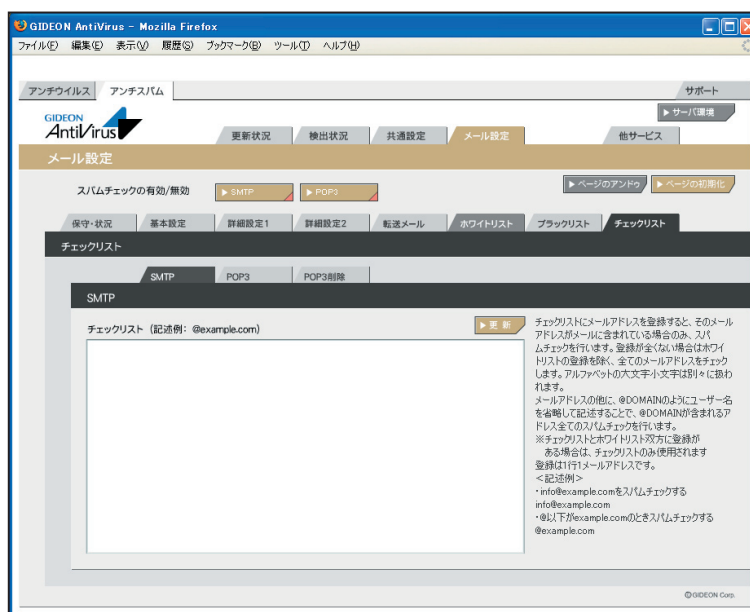 GIDEON AntiVirus - Mozilla Firefox
ファイル(F) 編集(E) 表示(V) 履歴(S) ブックマーク(B) ツール(T) ヘルプ(H)
アンチウイルス アンチスパム サポート
GIDEON AntiVirus
▶ サーバ環境
更新状況 検出状況 共通設定 メール設定 他サービス
メール設定
スパムチェックの有効/無効 ▶ SMTP ▶ POP3 ▶ ページのアンドゥ ▶ ページの初期化
保守・状況 基本設定 詳細設定1 詳細設定2 転送メール ホワイトリスト ブラックリスト チェックリスト
チェックリスト
SMTP POP3 POP3削除
SMTP
チェックリスト（記述例：@example.com） ▶ 更 新
チェックリストにメールアドレスを登録すると、そのメール
アドレスがメールに含まれている場合のみ、スパ
ムチェックを行います。登録が全くない場合はホワイ
トリストの登録を除く、全てのメールアドレスをチェック
します。アルファベットの大文字小文字は別々に扱わ
れます。
メールアドレスの他に、@DOMAINのようにユーザー名
を省略して記述することで、@DOMAINが含まれるア
ドレス全てのスパムチェックを行います。
※チェックリストとホワイトリスト双方に登録が
ある場合は、チェックリストのみ使用されます
登録は1行1メールアドレスです。
＜記述例＞
・info@example.comをスパムチェックする
info@example.com
・@以下がexample.comのときスパムチェックする
@example.com
©GIDEON Corp.